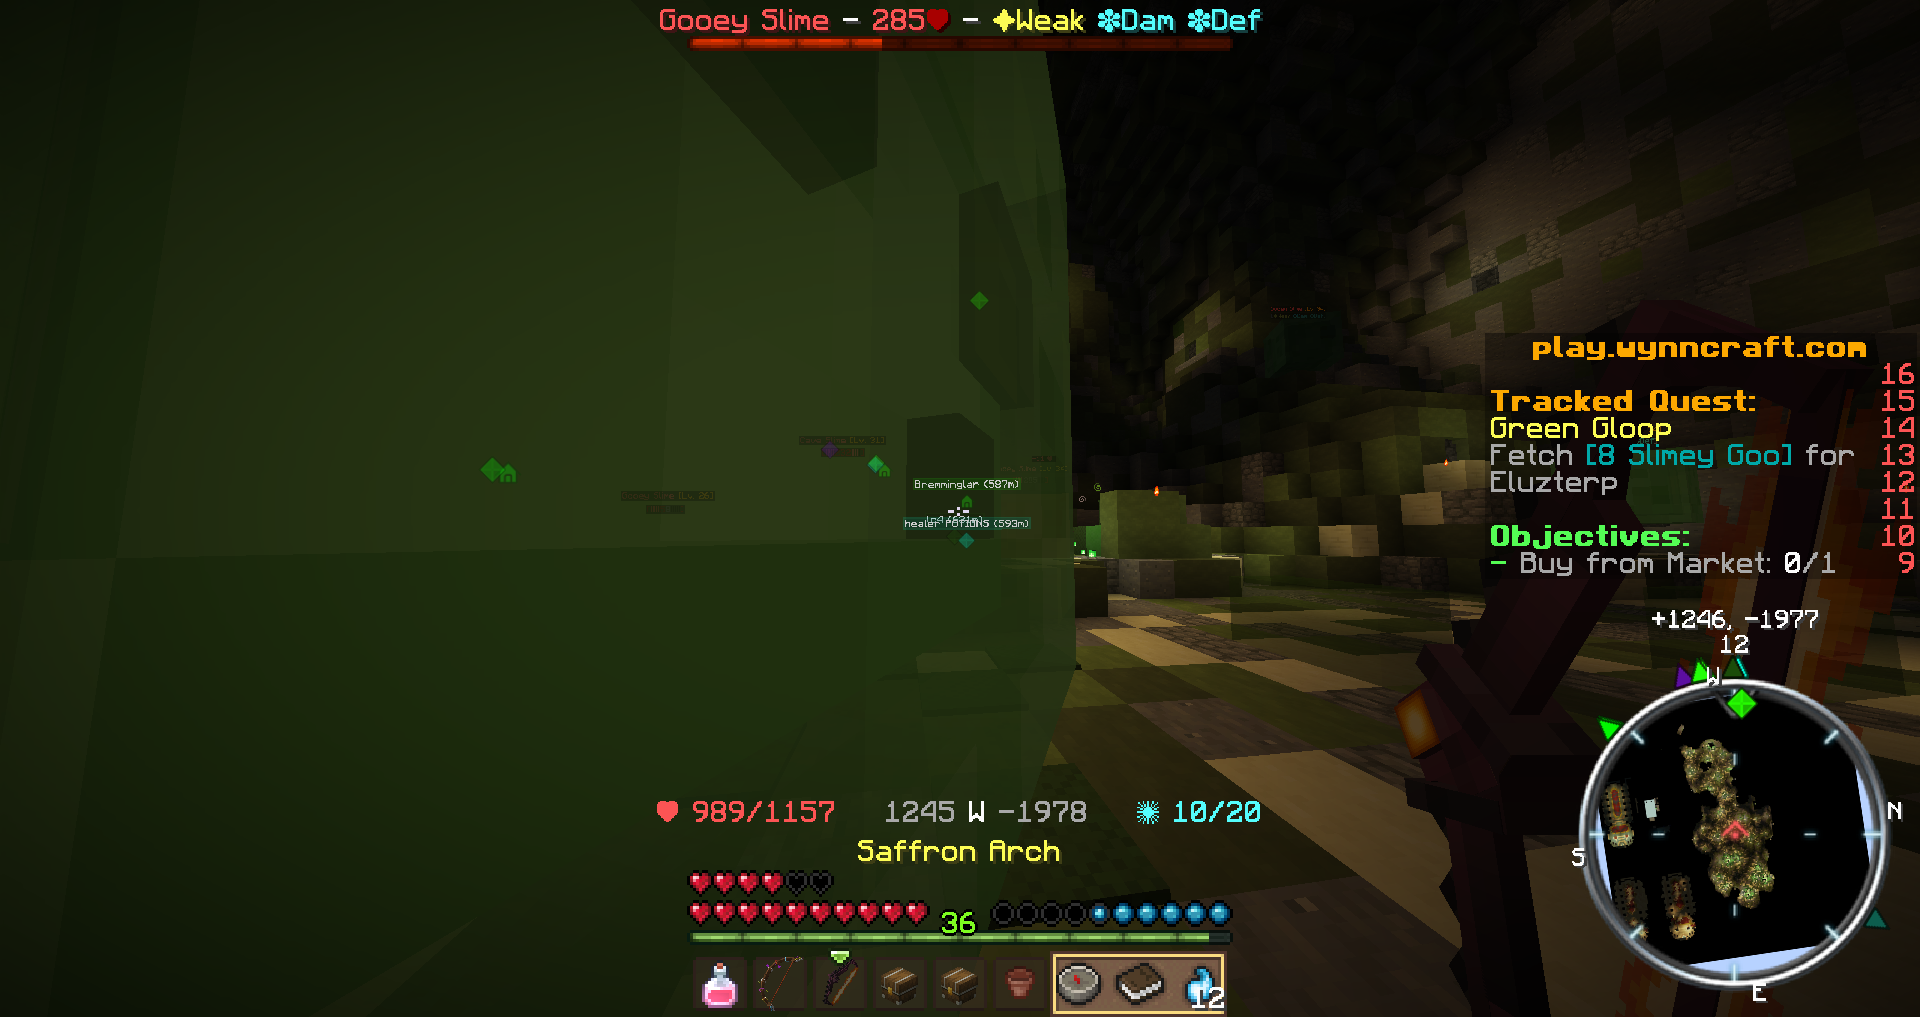 Gooey Slime - 285❤ - ✦Weak ❄Dam ❄Def
Bremminglar (587m)
healer POTIONS (593m)
play.wynncraft.com
16
Tracked Quest: 15
Green Gloop 14
Fetch [8 Slimey Goo] for 13
Eluzterp 12
11
Objectives: 10
- Buy from Market: 0/1 9
+1246, -1977
12
W
N
S
E
❤ 989/1157 1245 W -1978 10/20
Saffron Arch
36
12